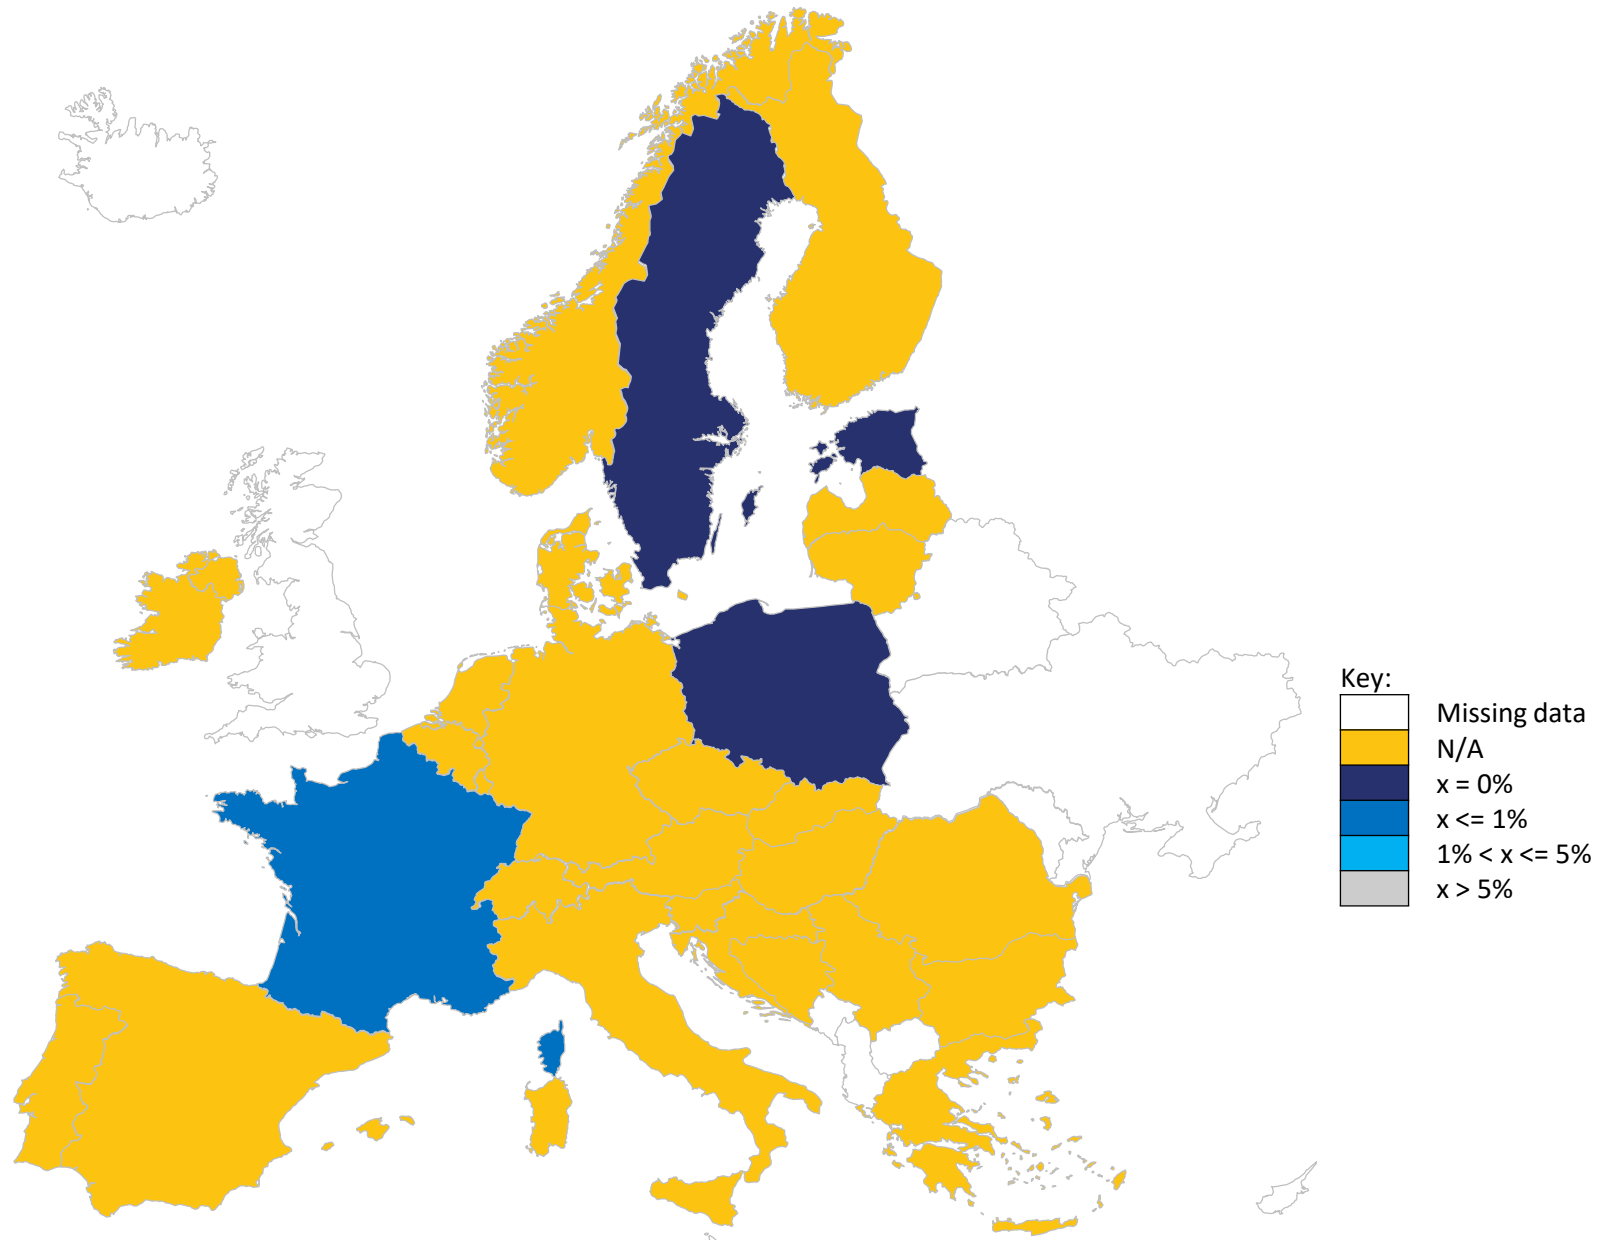 Key:
Missing data
N/A
x = 0%
x <= 1%
1% < x <= 5%
x > 5%